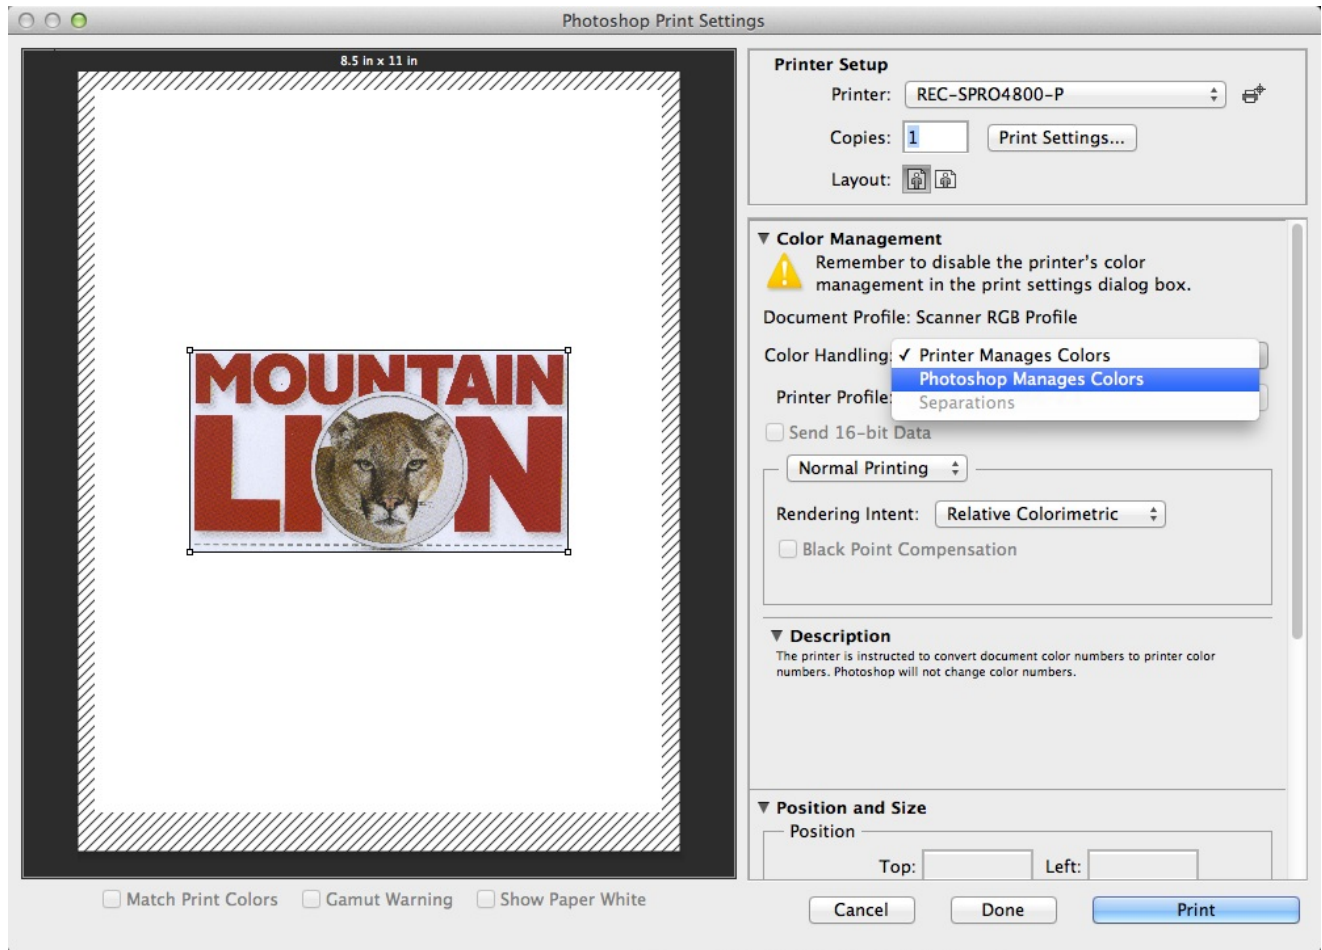 Photoshop Print Settings
8.5 in x 11 in
MOUNTAIN
LION
Match Print Colors
Gamut Warning
Show Paper White
Printer Setup
Printer: REC-SPRO4800-P
Copies: 1 Print Settings...
Layout:
Color Management
Remember to disable the printer's color
management in the print settings dialog box.
Document Profile: Scanner RGB Profile
Color Handling: ✓ Printer Manages Colors
Photoshop Manages Colors
Printer Profile:
Separations
Send 16-bit Data
Normal Printing
Rendering Intent: Relative Colorimetric
Black Point Compensation
Description
The printer is instructed to convert document color numbers to printer color
numbers. Photoshop will not change color numbers.
Position and Size
Position
Top: Left:
Cancel Done Print